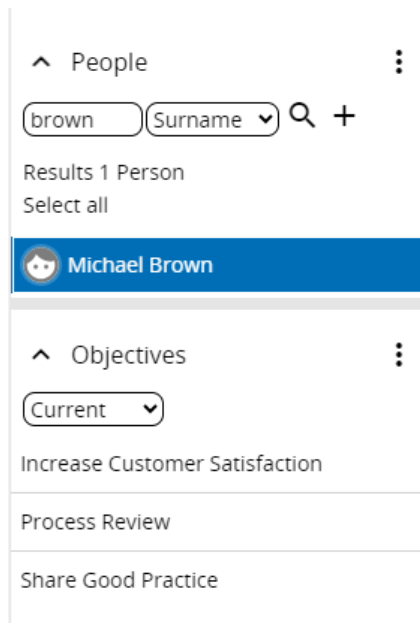 People
brown Surname
Results 1 Person
Select all
Michael Brown
Objectives
Current
Increase Customer Satisfaction
Process Review
Share Good Practice